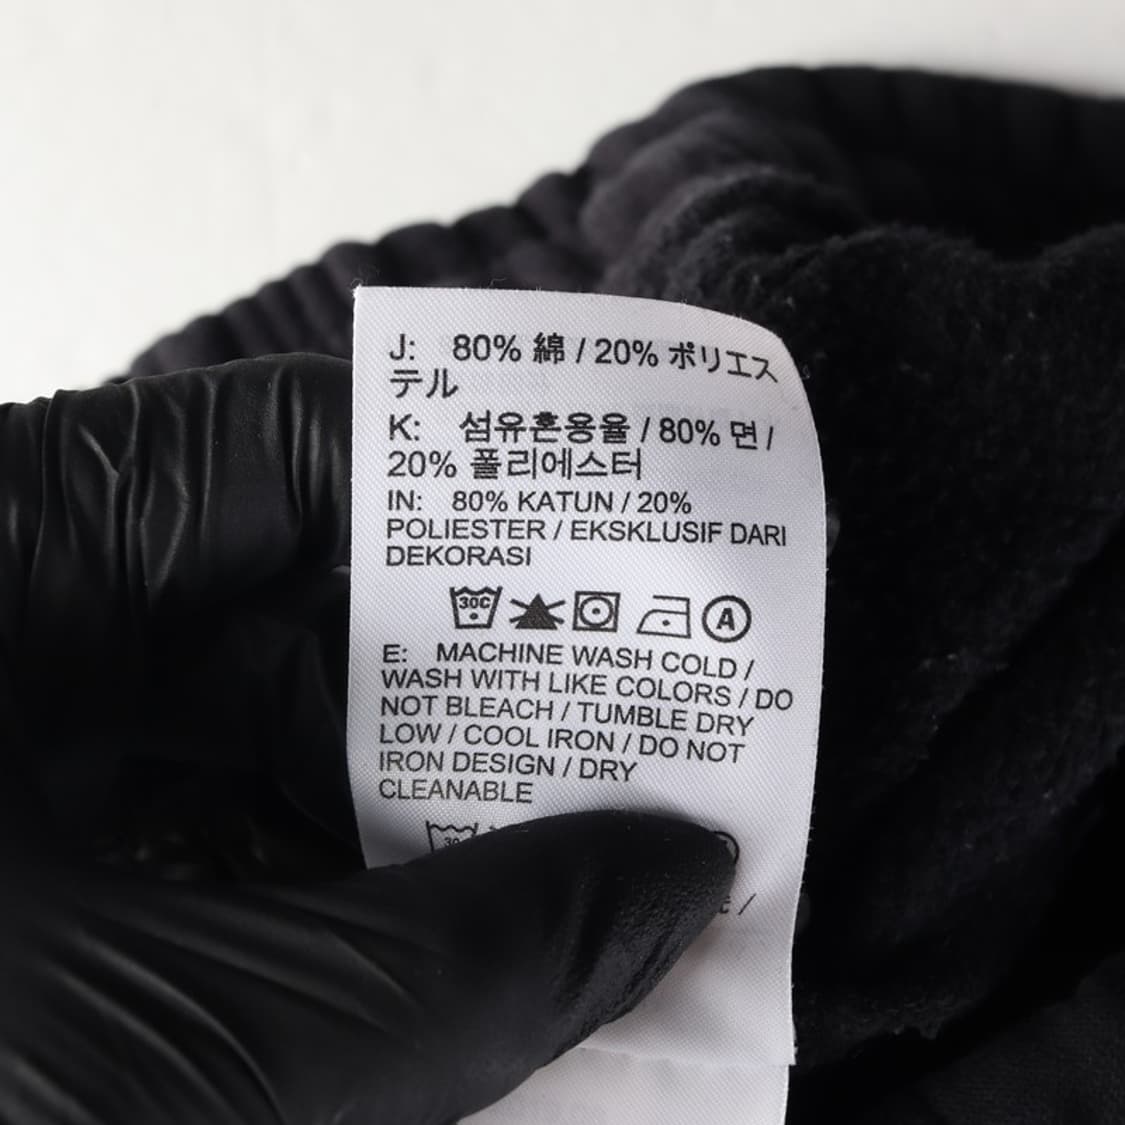 J: 80% 綿 / 20% ポリエス
テル
K: 섬유혼용율 / 80% 면 /
20% 폴리에스터
IN: 80% KATUN / 20%
POLIESTER / EKSKLUSIF DARI
DEKORASI
30C A
E: MACHINE WASH COLD /
WASH WITH LIKE COLORS / DO
NOT BLEACH / TUMBLE DRY
LOW / COOL IRON / DO NOT
IRON DESIGN / DRY
CLEANABLE